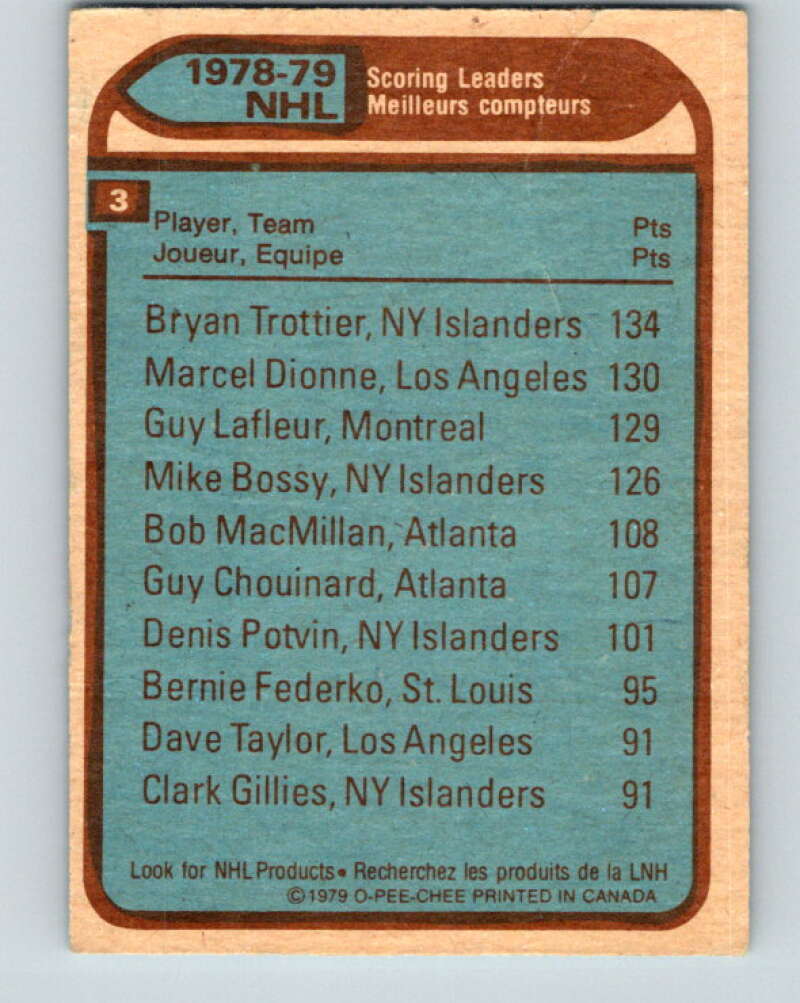 1978-79
NHL
Scoring Leaders
Meilleurs compteurs
3
Player, Team Pts
Joueur, Equipe Pts
Bryan Trottier, NY Islanders 134
Marcel Dionne, Los Angeles 130
Guy Lafleur, Montreal 129
Mike Bossy, NY Islanders 126
Bob MacMillan, Atlanta 108
Guy Chouinard, Atlanta 107
Denis Potvin, NY Islanders 101
Bernie Federko, St. Louis 95
Dave Taylor, Los Angeles 91
Clark Gillies, NY Islanders 91
Look for NHL Products• Recherchez les produits de la LNH
©1979 O-PEE-CHEE PRINTED IN CANADA